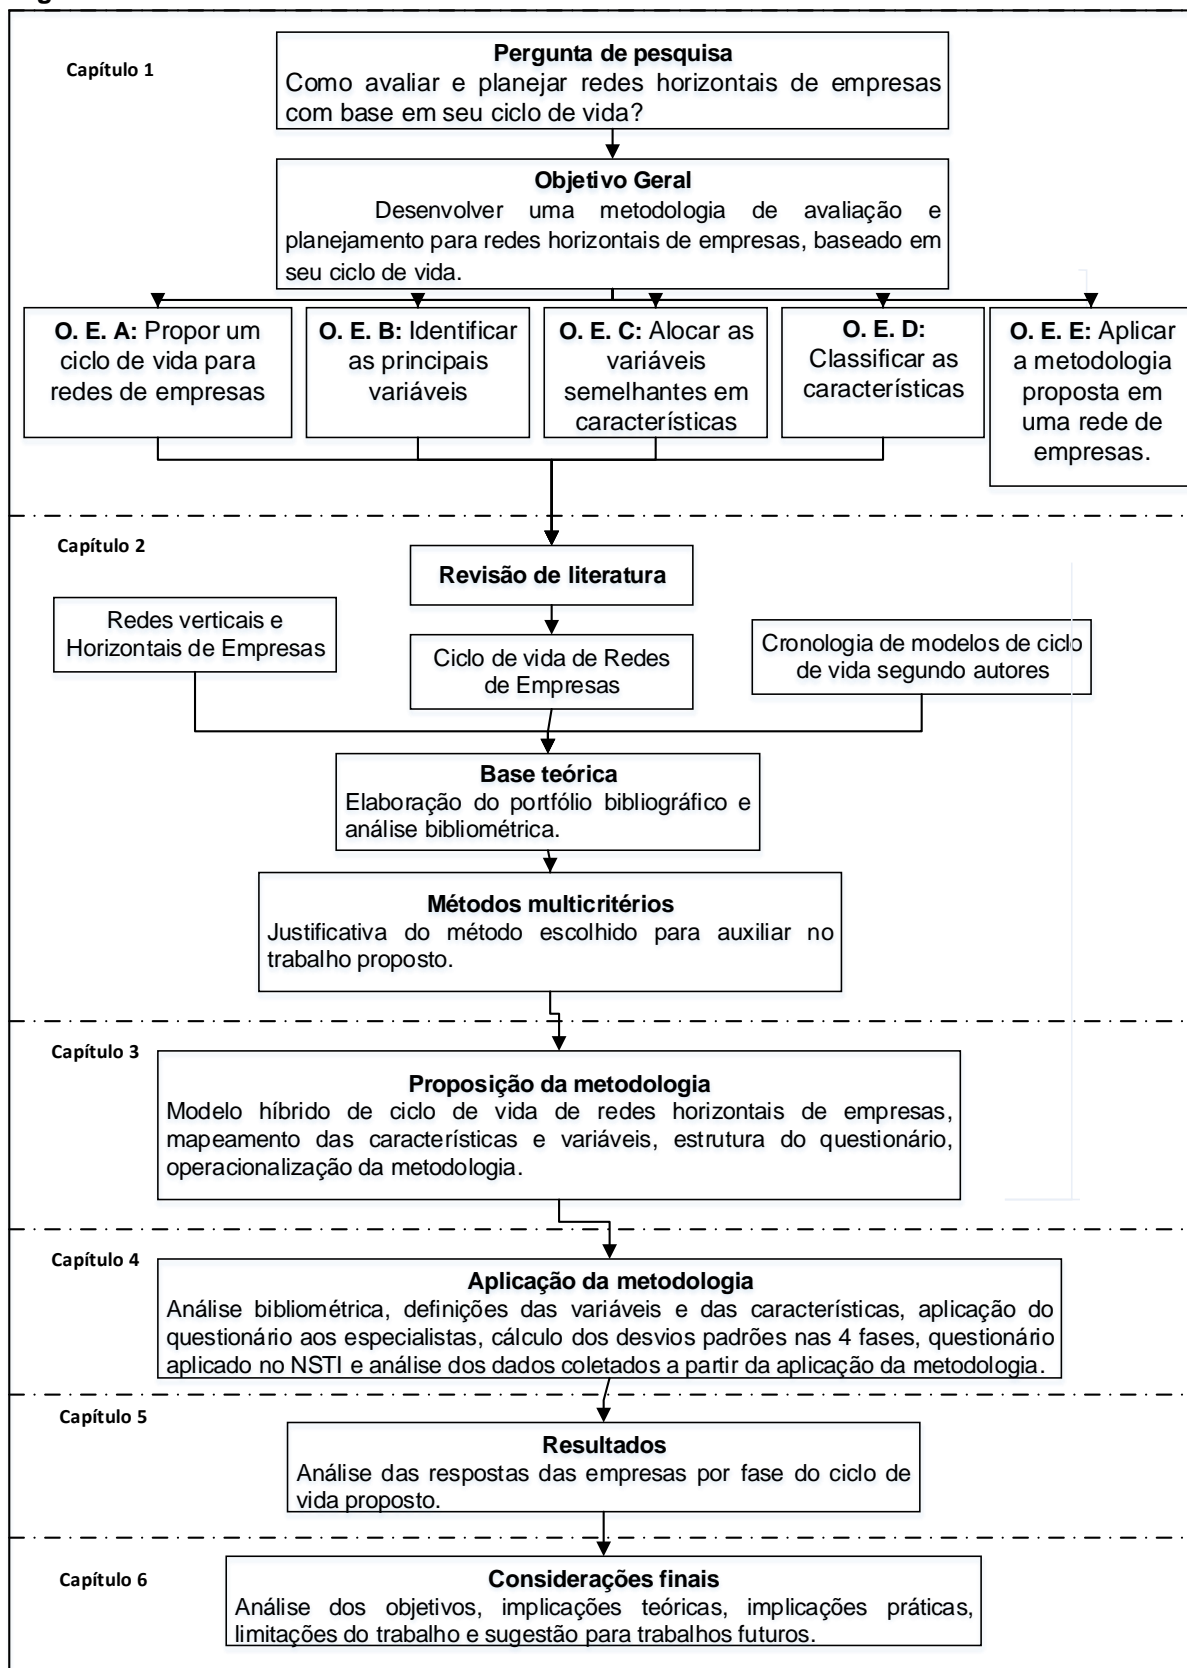 Capítulo 1
Pergunta de pesquisa
Como avaliar e planejar redes horizontais de empresas
com base em seu ciclo de vida?
Objetivo Geral
Desenvolver uma metodologia de avaliação e
planejamento para redes horizontais de empresas, baseado em
seu ciclo de vida.
O. E. A: Propor um
ciclo de vida para
redes de empresas
O. E. B: Identificar
as principais
variáveis
O. E. C: Alocar as
variáveis
semelhantes em
características
O. E. D:
Classificar as
características
O. E. E: Aplicar
a metodologia
proposta em
uma rede de
empresas.
Capítulo 2
Revisão de literatura
Redes verticais e
Horizontais de Empresas
Ciclo de vida de Redes
de Empresas
Cronologia de modelos de ciclo
de vida segundo autores
Base teórica
Elaboração do portfólio bibliográfico e
análise bibliométrica.
Métodos multicritérios
Justificativa do método escolhido para auxiliar no
trabalho proposto.
Capítulo 3
Proposição da metodologia
Modelo híbrido de ciclo de vida de redes horizontais de empresas,
mapeamento das características e variáveis, estrutura do questionário,
operacionalização da metodologia.
Capítulo 4
Aplicação da metodologia
Análise bibliométrica, definições das variáveis e das características, aplicação do
questionário aos especialistas, cálculo dos desvios padrões nas 4 fases, questionário
aplicado no NSTI e análise dos dados coletados a partir da aplicação da metodologia.
Capítulo 5
Resultados
Análise das respostas das empresas por fase do ciclo de
vida proposto.
Capítulo 6
Considerações finais
Análise dos objetivos, implicações teóricas, implicações práticas,
limitações do trabalho e sugestão para trabalhos futuros.